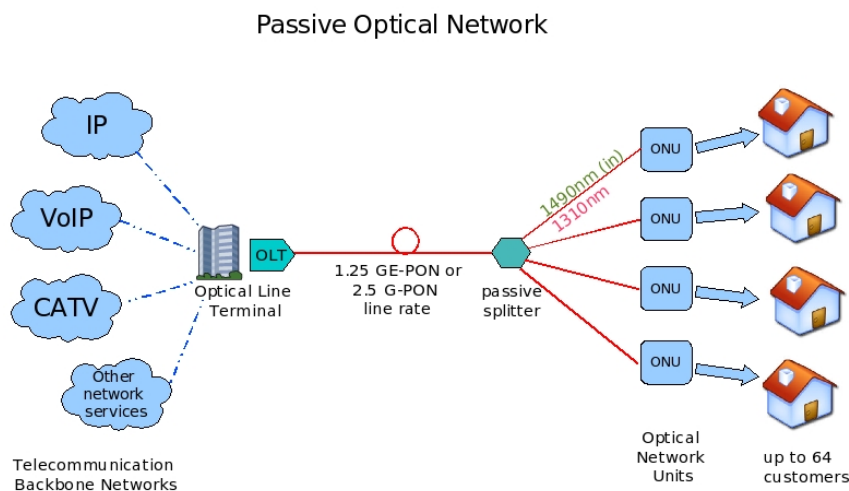 Passive Optical Network
IP
VoIP
CATV
Other
network
services
Telecommunication
Backbone Networks
OLT
Optical Line
Terminal
1.25 GE-PON or
2.5 G-PON
line rate
passive
splitter
1490nm (in)
1310nm
ONU
ONU
ONU
ONU
Optical
Network
Units
up to 64
customers